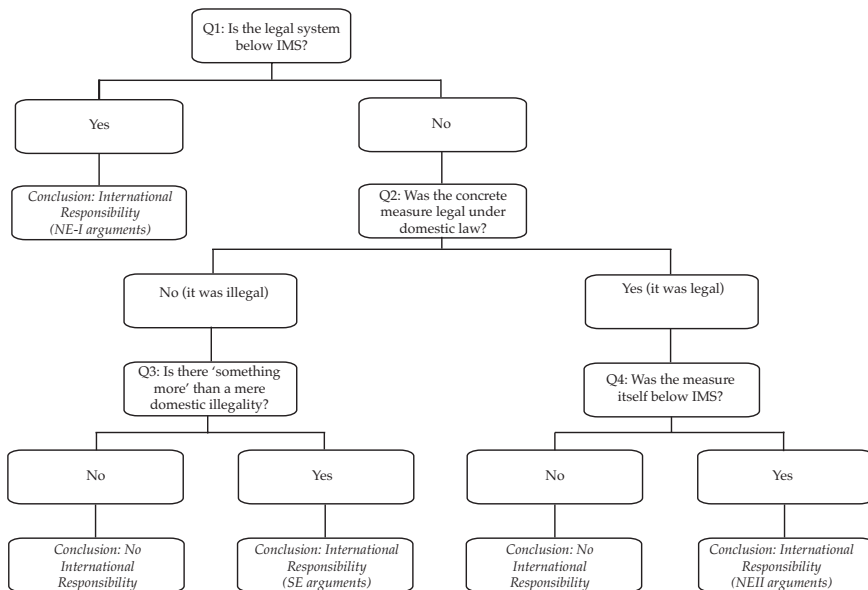 Q1: Is the legal system
below IMS?
Yes
No
Conclusion: International
Responsibility
(NE-I arguments)
Q2: Was the concrete
measure legal under
domestic law?
No (it was illegal)
Yes (it was legal)
Q3: Is there ‘something
more’ than a mere
domestic illegality?
Q4: Was the measure
itself below IMS?
No
Yes
No
Yes
Conclusion: No
International
Responsibility
Conclusion: International
Responsibility
(SE arguments)
Conclusion: No
International
Responsibility
Conclusion: International
Responsibility
(NEII arguments)